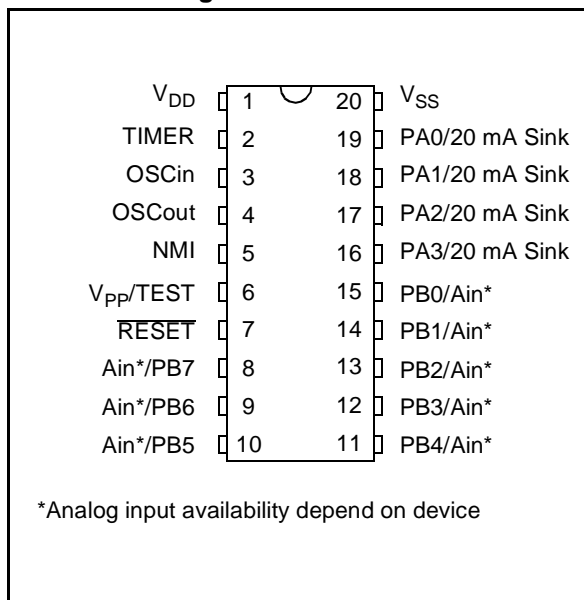 V_DD 1 20 V_SS
TIMER 2 19 PA0/20 mA Sink
OSCin 3 18 PA1/20 mA Sink
OSCout 4 17 PA2/20 mA Sink
NMI 5 16 PA3/20 mA Sink
V_PP/TEST 6 15 PB0/Ain*
RESET 7 14 PB1/Ain*
Ain*/PB7 8 13 PB2/Ain*
Ain*/PB6 9 12 PB3/Ain*
Ain*/PB5 10 11 PB4/Ain*
*Analog input availability depend on device